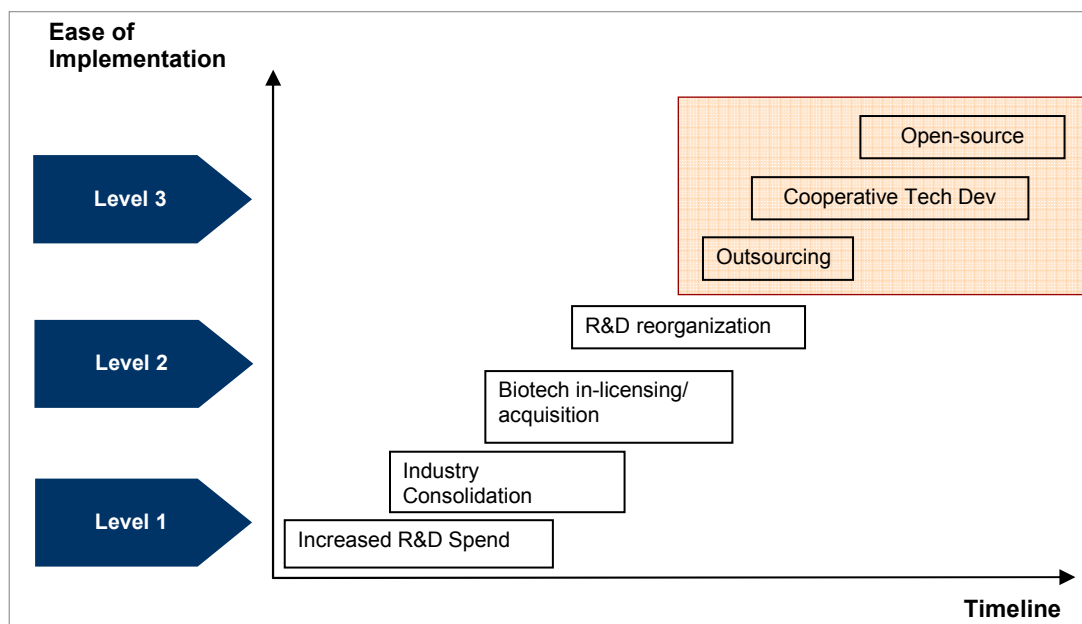 Ease of
Implementation
Open-source
Level 3
Cooperative Tech Dev
Outsourcing
R&D reorganization
Level 2
Biotech in-licensing/
acquisition
Industry
Consolidation
Level 1
Increased R&D Spend
Timeline